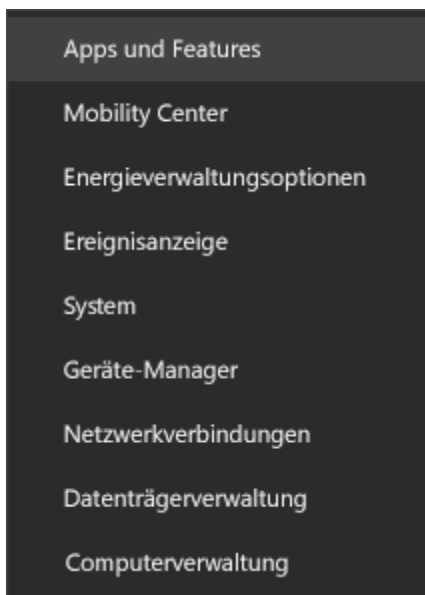 Apps und Features
Mobility Center
Energieverwaltungsoptionen
Ereignisanzeige
System
Geräte-Manager
Netzwerkverbindungen
Datenträgerverwaltung
Computerverwaltung